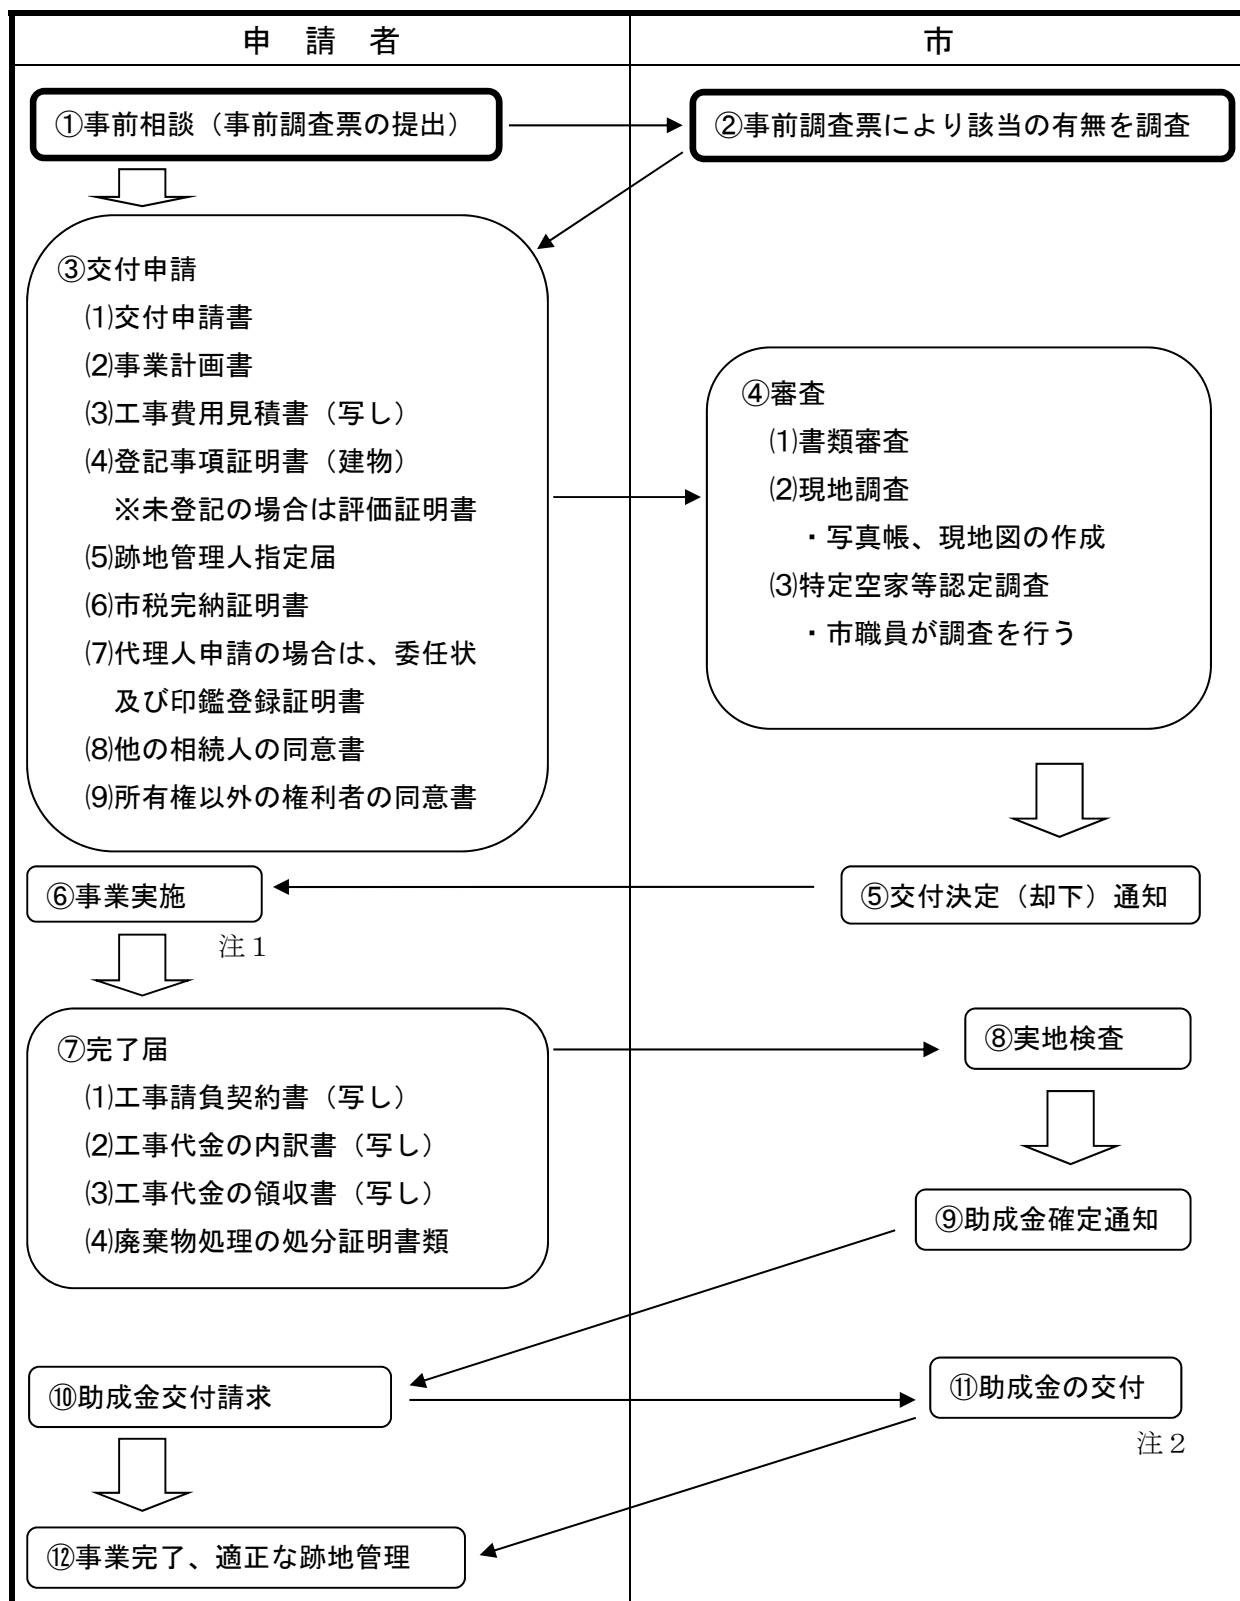 申　請　者
市
①事前相談（事前調査票の提出）
②事前調査票により該当の有無を調査
③交付申請
⑴交付申請書
⑵事業計画書
⑶工事費用見積書（写し）
⑷登記事項証明書（建物）
※未登記の場合は評価証明書
⑸跡地管理人指定届
⑹市税完納証明書
⑺代理人申請の場合は、委任状
及び印鑑登録証明書
⑻他の相続人の同意書
⑼所有権以外の権利者の同意書
④審査
⑴書類審査
⑵現地調査
・写真帳、現地図の作成
⑶特定空家等認定調査
・市職員が調査を行う
⑤交付決定（却下）通知
⑥事業実施
注１
⑦完了届
⑴工事請負契約書（写し）
⑵工事代金の内訳書（写し）
⑶工事代金の領収書（写し）
⑷廃棄物処理の処分証明書類
⑧実地検査
⑨助成金確定通知
⑩助成金交付請求
⑪助成金の交付
注２
⑫事業完了、適正な跡地管理